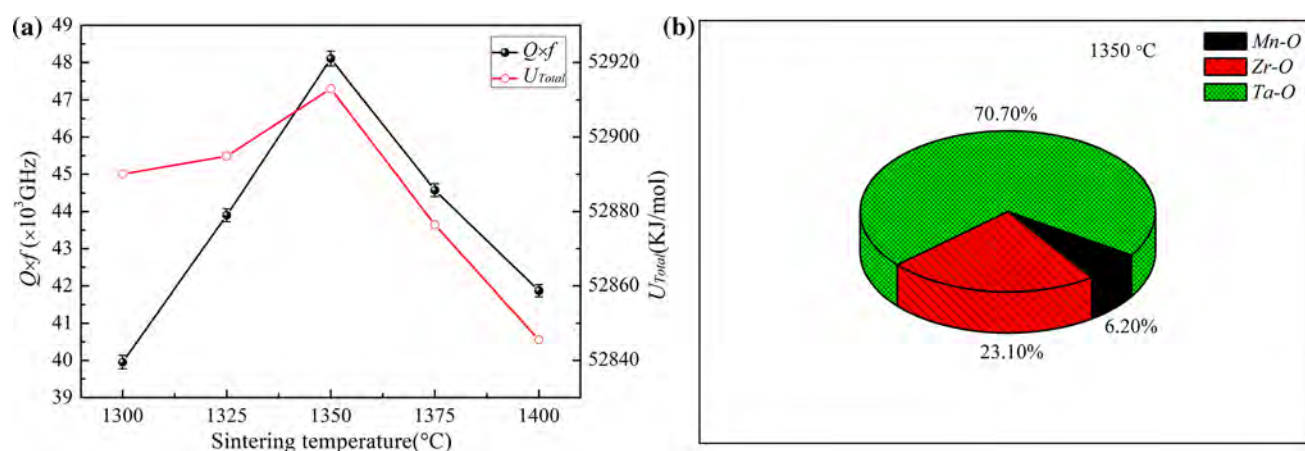 (a)
49
48
47
46
45
44
43
42
41
40
39
Q×f (×10³GHz)
Q×f
U_Total
52920
52900
52880
52860
52840
U_Total(KJ/mol)
1300 1325 1350 1375 1400
Sintering temperature(°C)
(b)
1350 °C
Mn-O
Zr-O
Ta-O
70.70%
6.20%
23.10%